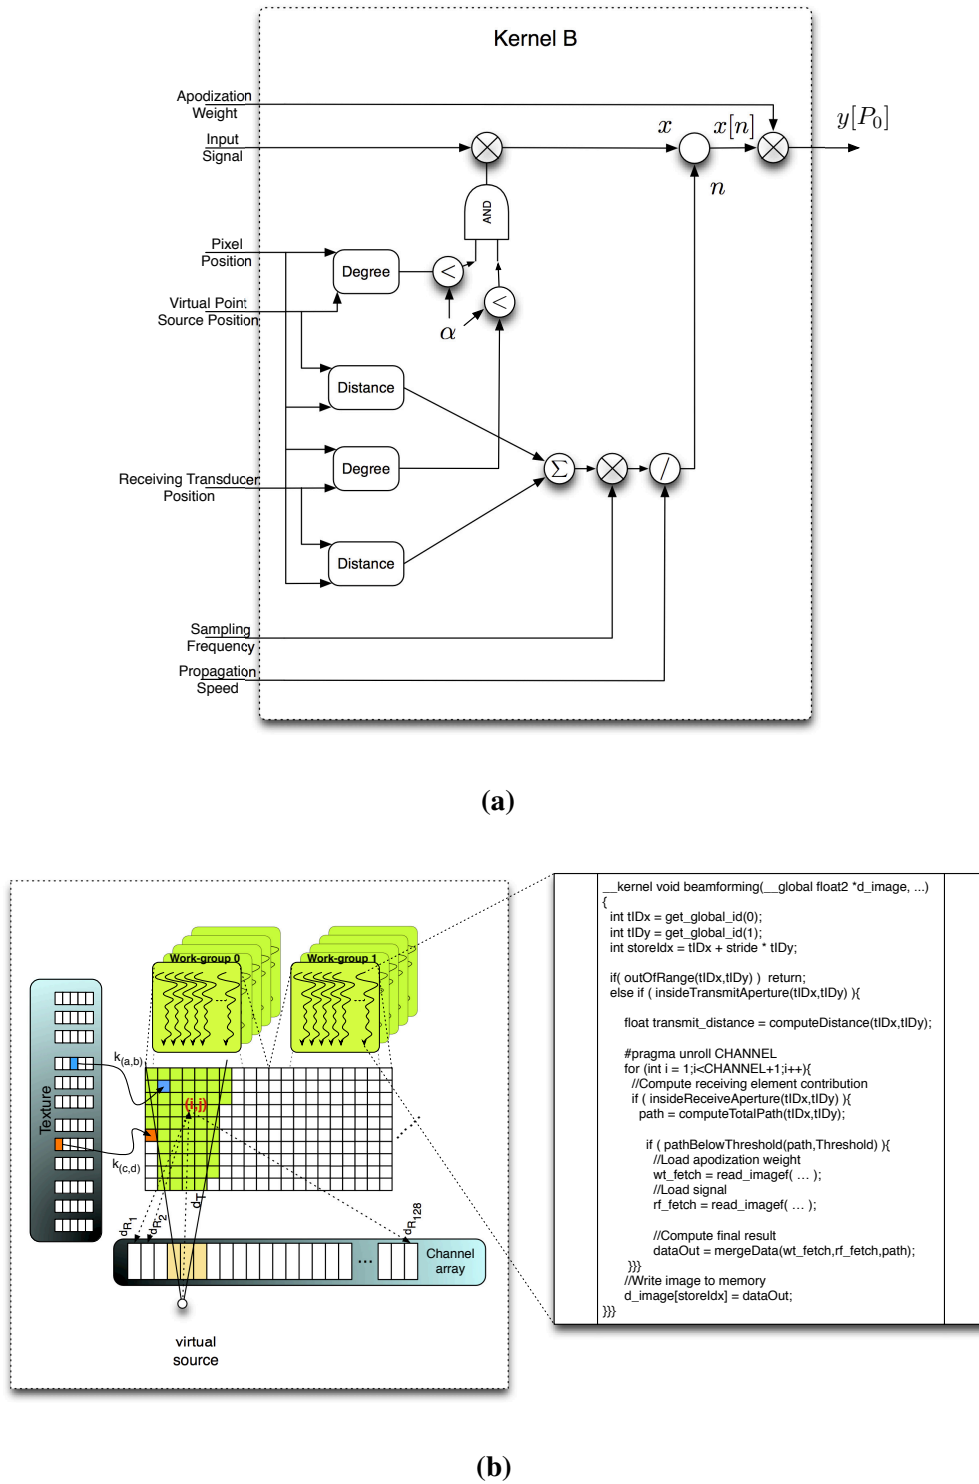 Kernel B
Apodization
Weight
Input
Signal
x
x[n]
y[P0]
n
AND
Pixel
Position
Degree
<
Virtual Point
Source Position
<
α
Distance
Receiving Transducer
Position
Degree
Σ
/
Distance
Sampling
Frequency
Propagation
Speed
(a)
Work-group 0
Work-group 1
Texture
k(a,b)
(i,j)
k(c,d)
dT
dR1
dR2
dR128
...
Channel
array
virtual
source
__kernel void beamforming(__global float2 *d_image, ...)
{
int tIDx = get_global_id(0);
int tIDy = get_global_id(1);
int storeIdx = tIDx + stride * tIDy;
if( outOfRange(tIDx,tIDy) ) return;
else if ( insideTransmitAperture(tIDx,tIDy) ){
float transmit_distance = computeDistance(tIDx,tIDy);
#pragma unroll CHANNEL
for (int i = 1;i<CHANNEL+1;i++){
//Compute receiving element contribution
if ( insideReceiveAperture(tIDx,tIDy) ){
path = computeTotalPath(tIDx,tIDy);
if ( pathBelowThreshold(path,Threshold) ){
//Load apodization weight
wt_fetch = read_imagef( ... );
//Load signal
rf_fetch = read_imagef( ... );
//Compute final result
dataOut = mergeData(wt_fetch,rf_fetch,path);
}}}
//Write image to memory
d_image[storeIdx] = dataOut;
}}}
(b)